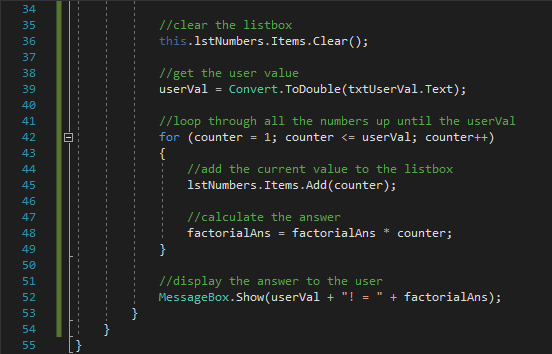 34
35 //clear the listbox
36 this.lstNumbers.Items.Clear();
37
38 //get the user value
39 userVal = Convert.ToDouble(txtUserVal.Text);
40
41 //loop through all the numbers up until the userVal
42 for (counter = 1; counter <= userVal; counter++)
43 {
44 //add the current value to the listbox
45 lstNumbers.Items.Add(counter);
46
47 //calculate the answer
48 factorialAns = factorialAns * counter;
49 }
50
51 //display the answer to the user
52 MessageBox.Show(userVal + "! = " + factorialAns);
53 }
54 }
55 }